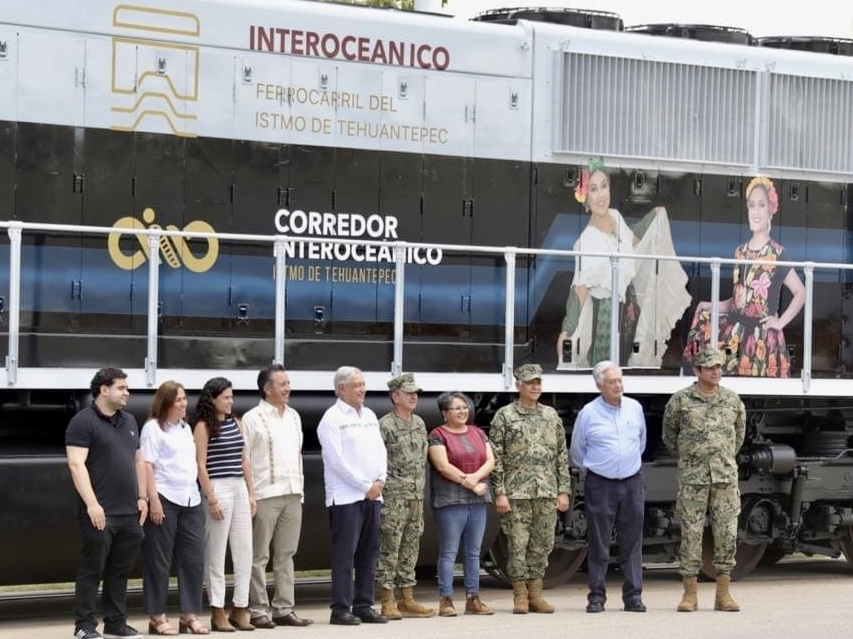 INTEROCEANICO
FERROCARRIL DEL
ISTMO DE TEHUANTEPEC
CORREDOR
INTEROCEÁNICO
ISTMO DE TEHUANTEPEC